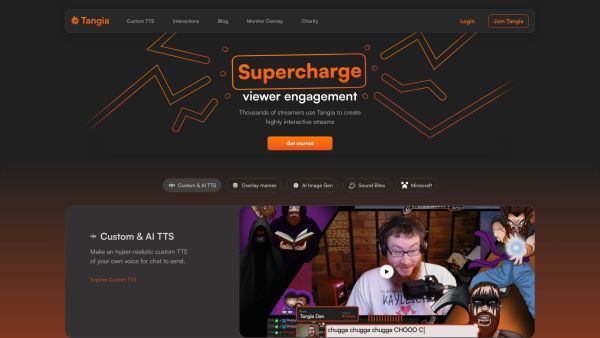 Tangia
Custom TTS
Interactions
Blog
Monitor Overlay
Charity
Login
Join Tangia
Supercharge
viewer engagement
Thousands of streamers use Tangia to create
highly interactive streams
Get started
Custom & AI TTS
Overlay memes
AI Image Gen
Sound Bites
Minecraft
Custom & AI TTS
Make an hyper-realistic custom TTS
of your own voice for chat to send.
Explore Custom TTS
Tangia Dan
Tangia
chugga chugga chugga CHOOO C